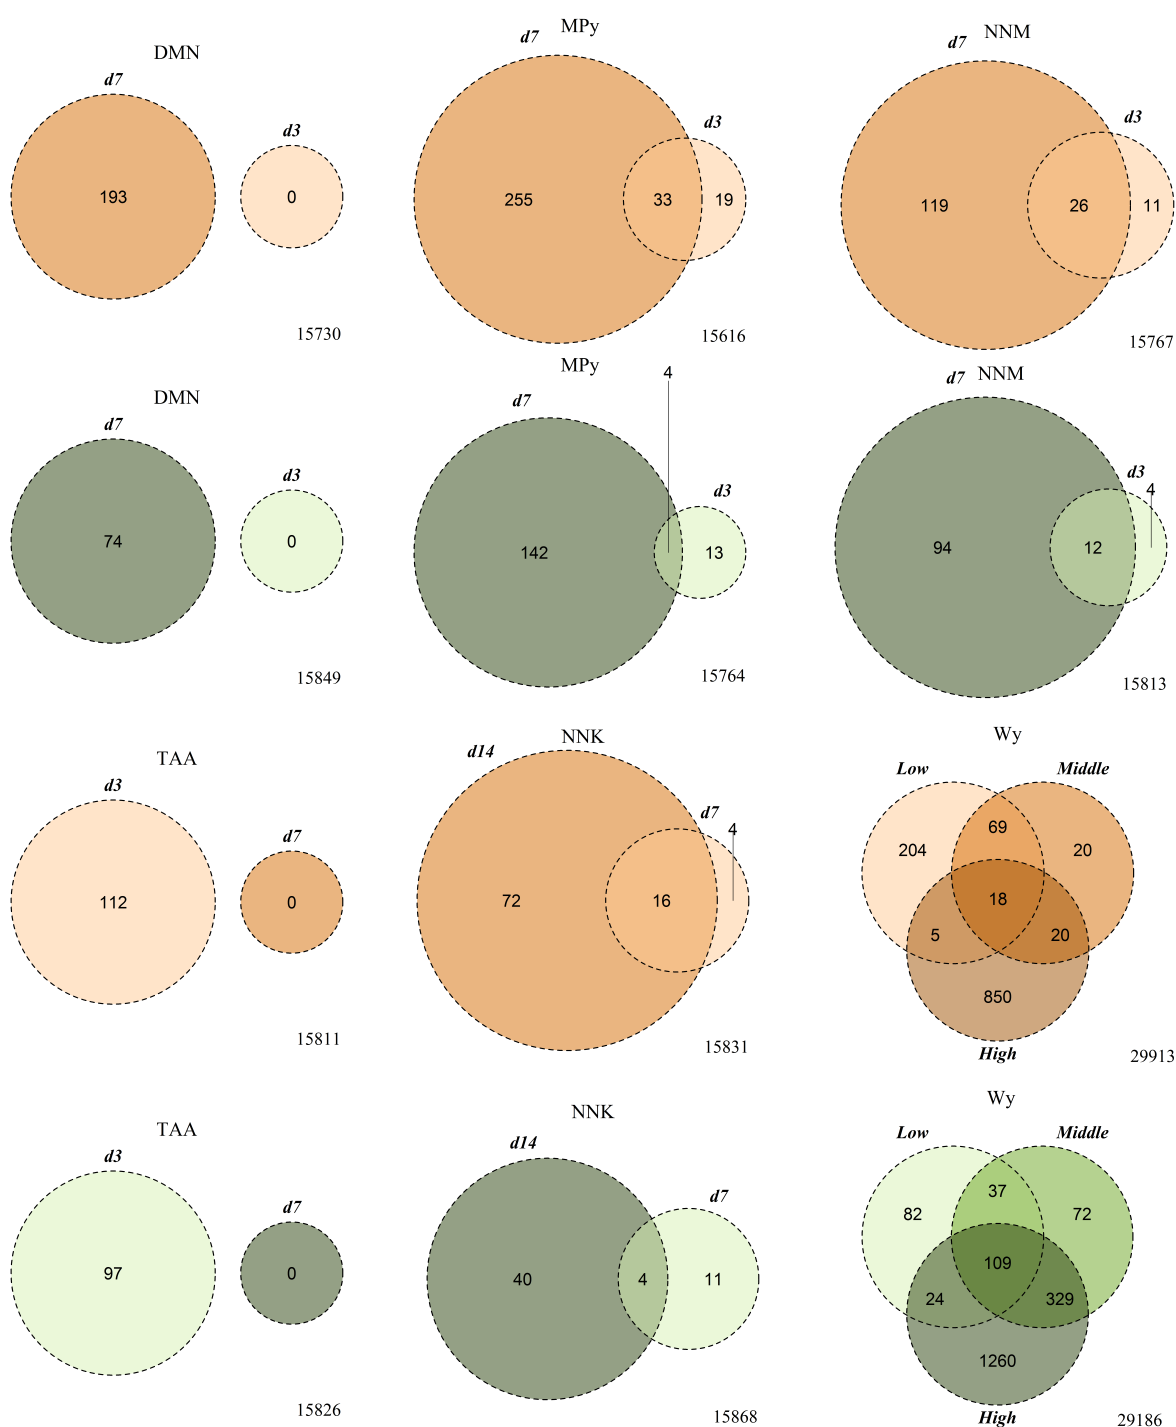 DMN
d7
d3
193
0
15730
MPy
d7
d3
255
33
19
15616
NNM
d7
d3
119
26
11
15767
DMN
d7
d3
74
0
15849
MPy
d7
4
d3
142
13
15764
NNM
d7
d3
4
94
12
15813
TAA
d3
d7
112
0
15811
NNK
d14
d7
4
72
16
15831
Wy
Low
Middle
69
204
20
18
5
20
850
High
29913
TAA
d3
d7
97
0
15826
NNK
d14
d7
40
4
11
15868
Wy
Low
Middle
37
82
72
109
24
329
1260
High
29186